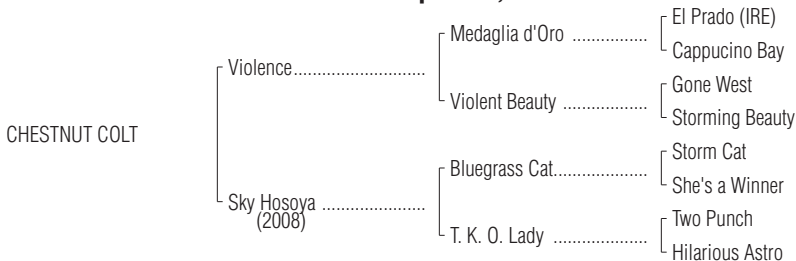 El Prado (IRE)
Medaglia d'Oro ..................
Cappucino Bay
Violence............................
Gone West
Violent Beauty ....................
Storming Beauty
CHESTNUT COLT
Storm Cat
Bluegrass Cat.....................
She's a Winner
Sky Hosoya ......................
(2008)
Two Punch
T. K. O. Lady ....................
Hilarious Astro